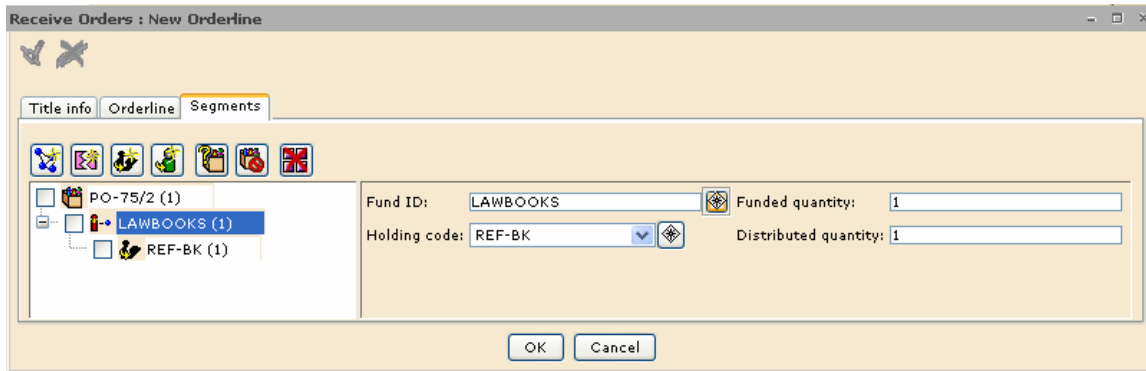 Receive Orders : New Orderline
Title info Orderline Segments
PO-75/2 (1)
LAWBOOKS (1)
REF-BK (1)
Fund ID: LAWBOOKS Funded quantity: 1
Holding code: REF-BK Distributed quantity: 1
OK Cancel